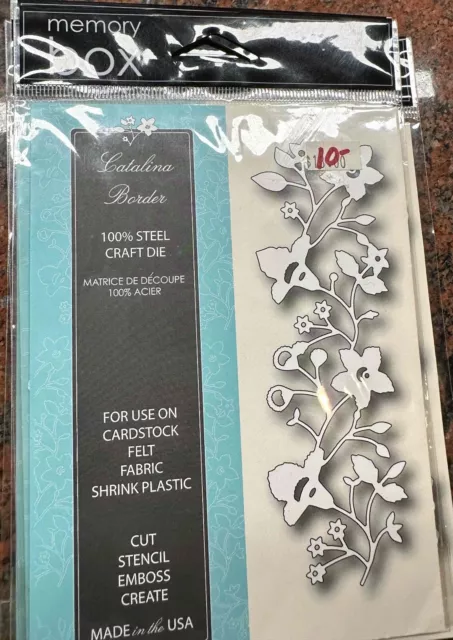 memory
box
Catalina
Border
100% STEEL
CRAFT DIE
MATRICE DE DÉCOUPE
100% ACIER
FOR USE ON
CARDSTOCK
FELT
FABRIC
SHRINK PLASTIC
CUT
STENCIL
EMBOSS
CREATE
MADE in the USA
10-